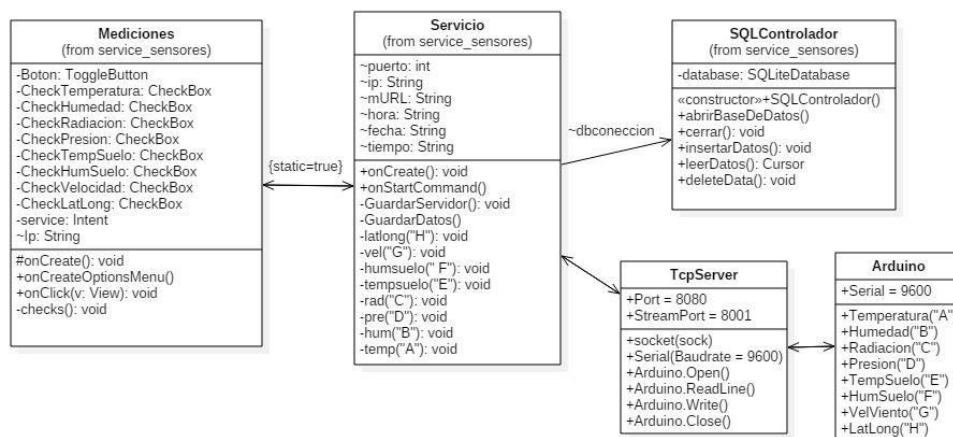 Mediciones
(from service_sensores)
-Boton: ToggleButton
-CheckTemperatura: CheckBox
-CheckHumedad: CheckBox
-CheckRadiacion: CheckBox
-CheckPresion: CheckBox
-CheckTempSuelo: CheckBox
-CheckHumSuelo: CheckBox
-CheckVelocidad: CheckBox
-CheckLatLong: CheckBox
-service: Intent
~Ip: String
#onCreate(): void
+onCreateOptionsMenu()
+onClick(v: View): void
-checks(): void
{static=true}
Servicio
(from service_sensores)
~puerto: int
~ip: String
~mURL: String
~hora: String
~fecha: String
~tiempo: String
+onCreate(): void
+onStartCommand()
-GuardarServidor(): void
-GuardarDatos()
-latlong("H"): void
-vel("G"): void
-humsuelo(" F"): void
-tempsuelo("E"): void
-rad("C"): void
-pre("D"): void
-hum("B"): void
-temp("A"): void
~dbconeccion
SQLControlador
(from service_sensores)
-database: SQLiteDatabase
«constructor»+SQLControlador()
+abrirBaseDeDatos()
+cerrar(): void
+insertarDatos(): void
+leerDatos(): Cursor
+deleteData(): void
TcpServer
+Port = 8080
+StreamPort = 8001
+socket(sock)
+Serial(Baudrate = 9600)
+Arduino.Open()
+Arduino.ReadLine()
+Arduino.Write()
+Arduino.Close()
Arduino
+Serial = 9600
+Temperatura("A"
+Humedad("B")
+Radiacion("C")
+Presion("D")
+TempSuelo("E")
+HumSuelo("F")
+VelViento("G")
+LatLong("H")